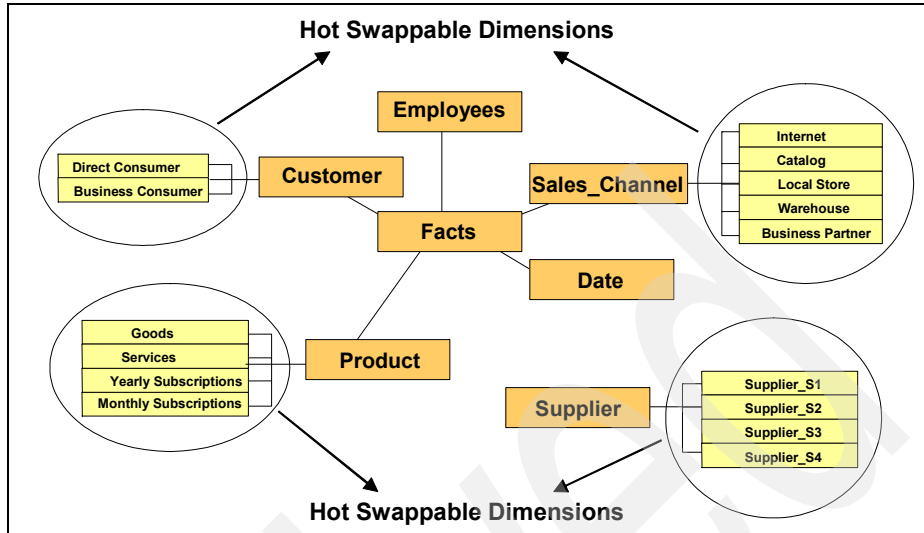 Hot Swappable Dimensions
Employees
Direct Consumer
Business Consumer
Customer
Sales_Channel
Internet
Catalog
Local Store
Warehouse
Business Partner
Facts
Date
Goods
Services
Yearly Subscriptions
Monthly Subscriptions
Product
Supplier
Supplier_S1
Supplier_S2
Supplier_S3
Supplier_S4
Hot Swappable Dimensions